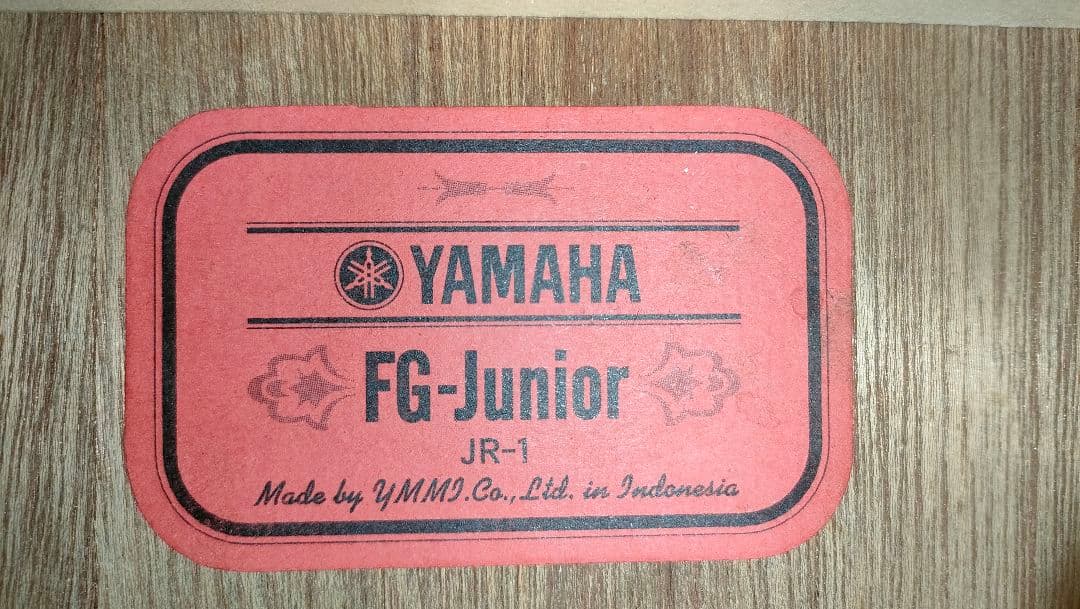 YAMAHA
FG-Junior
JR-1
Made by YMMI.Co., Ltd. in Indonesia